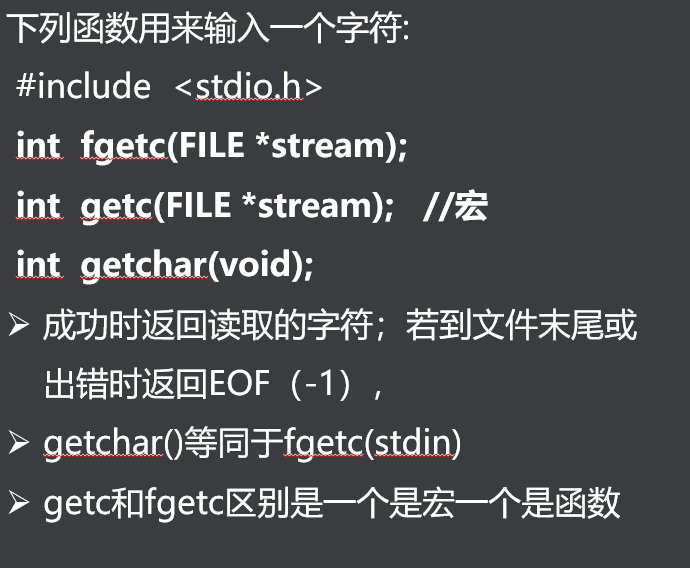 下列函数用来输入一个字符:
#include <stdio.h>
int fgetc(FILE *stream);
int getc(FILE *stream); //宏
int getchar(void);
➢ 成功时返回读取的字符；若到文件末尾或
出错时返回EOF（-1）,
➢ getchar()等同于fgetc(stdin)
➢ getc和fgetc区别是一个是宏一个是函数